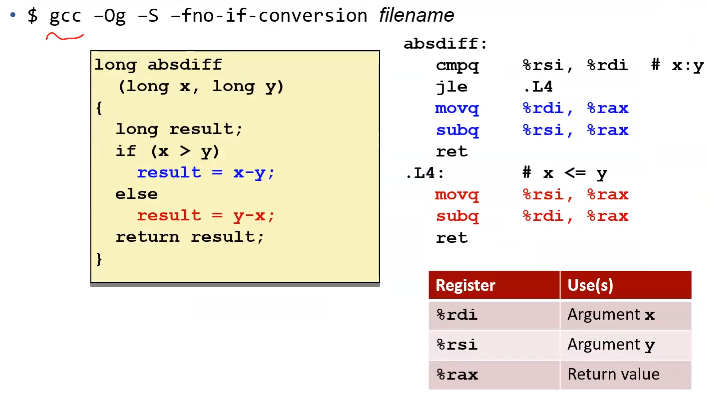 • $ gcc –Og –S –fno-if-conversion filename
long absdiff
(long x, long y)
{
long result;
if (x > y)
result = x-y;
else
result = y-x;
return result;
}
absdiff:
cmpq %rsi, %rdi # x:y
jle .L4
movq %rdi, %rax
subq %rsi, %rax
ret
.L4: # x <= y
movq %rsi, %rax
subq %rdi, %rax
ret
Register Use(s)
%rdi Argument x
%rsi Argument y
%rax Return value